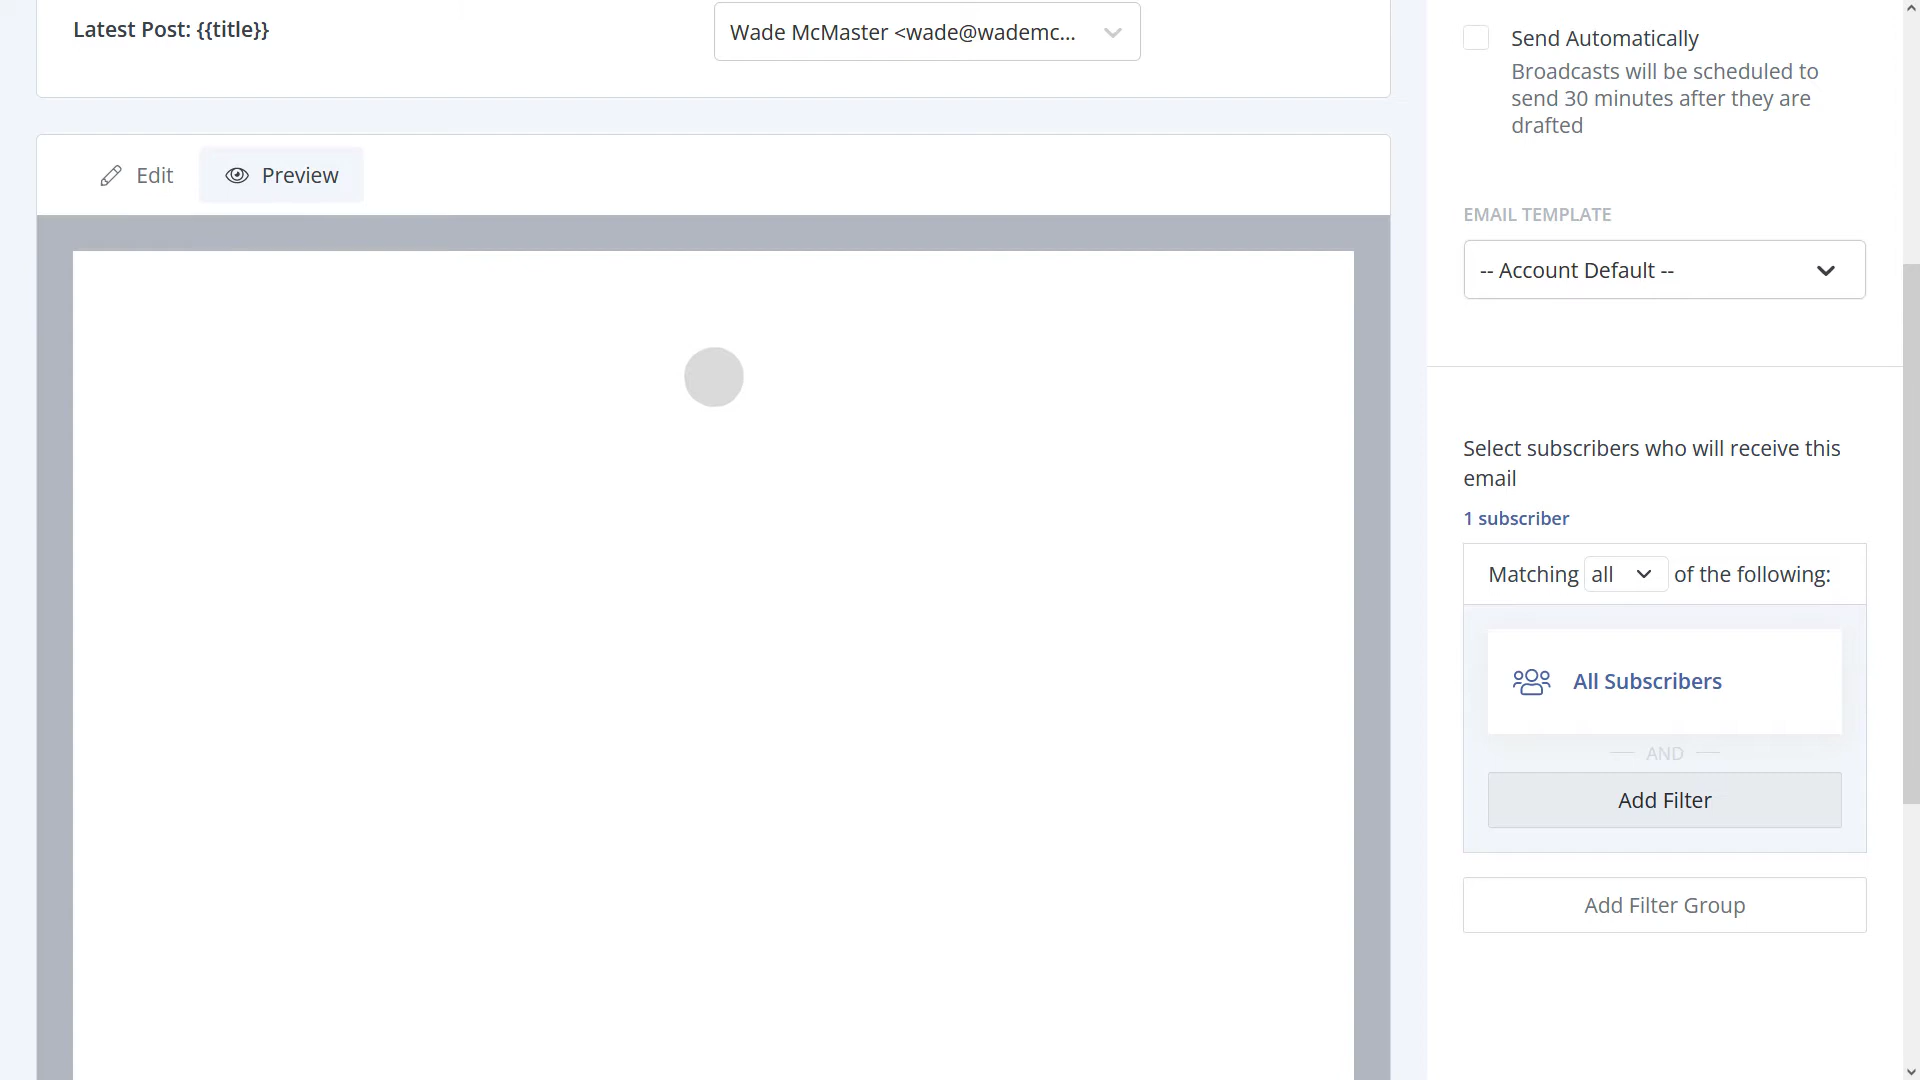 Latest Post: {{title}}
Wade McMaster <wade@wademc...
Edit
Preview
Send Automatically
Broadcasts will be scheduled to
send 30 minutes after they are
drafted
EMAIL TEMPLATE
-- Account Default --
Select subscribers who will receive this
email
1 subscriber
Matching all of the following:
All Subscribers
AND
Add Filter
Add Filter Group